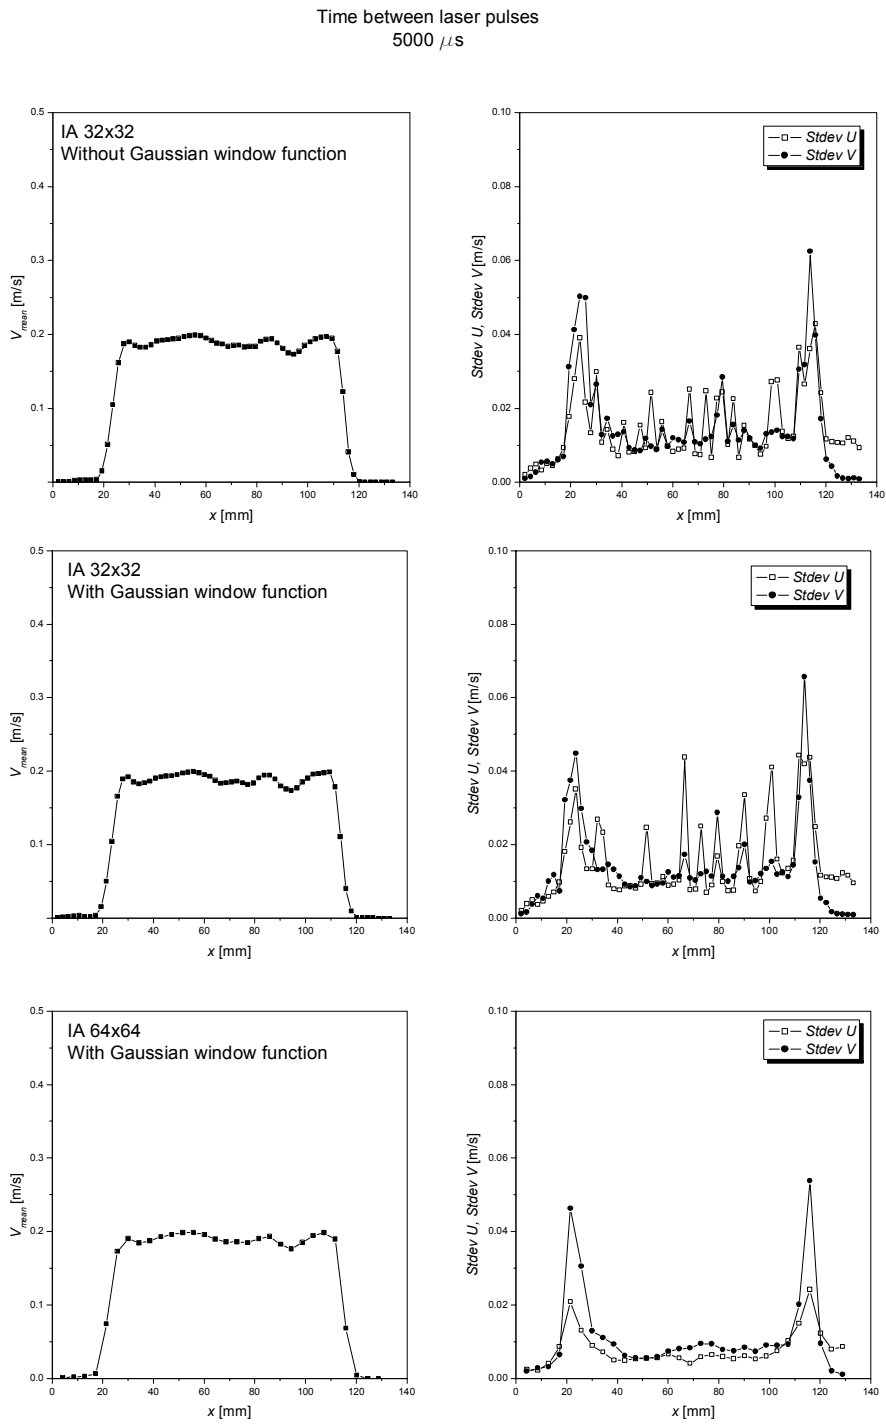 Time between laser pulses
5000 μs
IA 32x32
Without Gaussian window function
0.5
0.4
0.3
0.2
0.1
V_mean [m/s]
0 20 40 60 80 100 120 140
x [mm]
Stdev U
Stdev V
0.10
0.08
0.06
0.04
0.02
0.00
Stdev U, Stdev V [m/s]
0 20 40 60 80 100 120 140
x [mm]
IA 32x32
With Gaussian window function
0.5
0.4
0.3
0.2
0.1
V_mean [m/s]
0 20 40 60 80 100 120 140
x [mm]
Stdev U
Stdev V
0.10
0.08
0.06
0.04
0.02
0.00
Stdev U, Stdev V [m/s]
0 20 40 60 80 100 120 140
x [mm]
IA 64x64
With Gaussian window function
0.5
0.4
0.3
0.2
0.1
0.0
V_mean [m/s]
0 20 40 60 80 100 120 140
x [mm]
Stdev U
Stdev V
0.10
0.08
0.06
0.04
0.02
0.00
Stdev U, Stdev V [m/s]
0 20 40 60 80 100 120 140
x [mm]